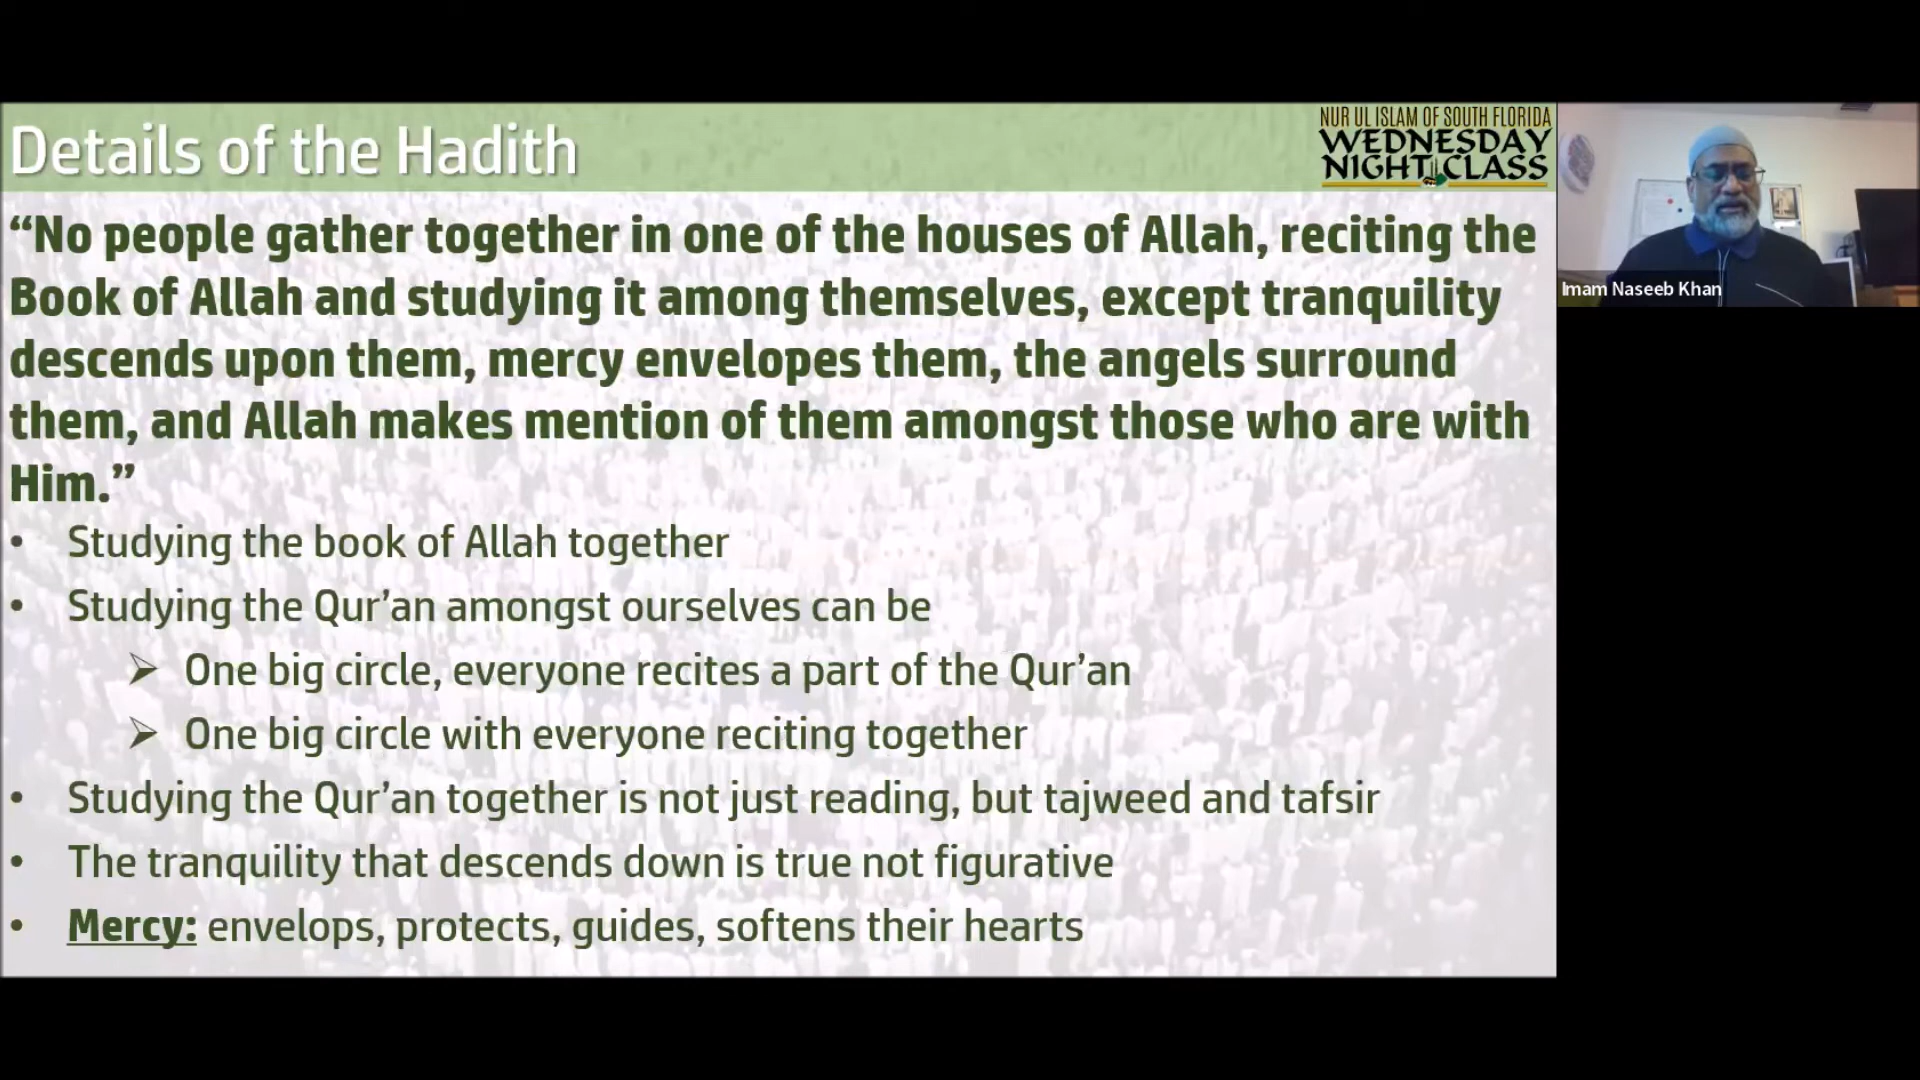 Details of the Hadith
NUR UL ISLAM OF SOUTH FLORIDA
WEDNESDAY
NIGHT CLASS
“No people gather together in one of the houses of Allah, reciting the
Book of Allah and studying it among themselves, except tranquility
descends upon them, mercy envelopes them, the angels surround
them, and Allah makes mention of them amongst those who are with
Him.”
• Studying the book of Allah together
• Studying the Qur’an amongst ourselves can be
➢ One big circle, everyone recites a part of the Qur’an
➢ One big circle with everyone reciting together
• Studying the Qur’an together is not just reading, but tajweed and tafsir
• The tranquility that descends down is true not figurative
• Mercy: envelops, protects, guides, softens their hearts
Imam Naseeb Khan